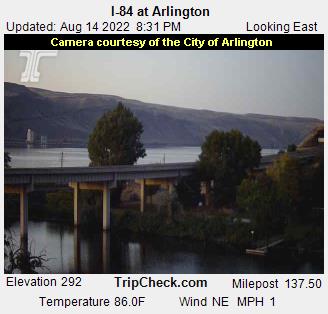 I-84 at Arlington
Updated: Aug 14 2022 8:31 PM Looking East
Camera courtesy of the City of Arlington
Elevation 292 TripCheck.com Milepost 137.50
Temperature 86.0F Wind NE MPH 1